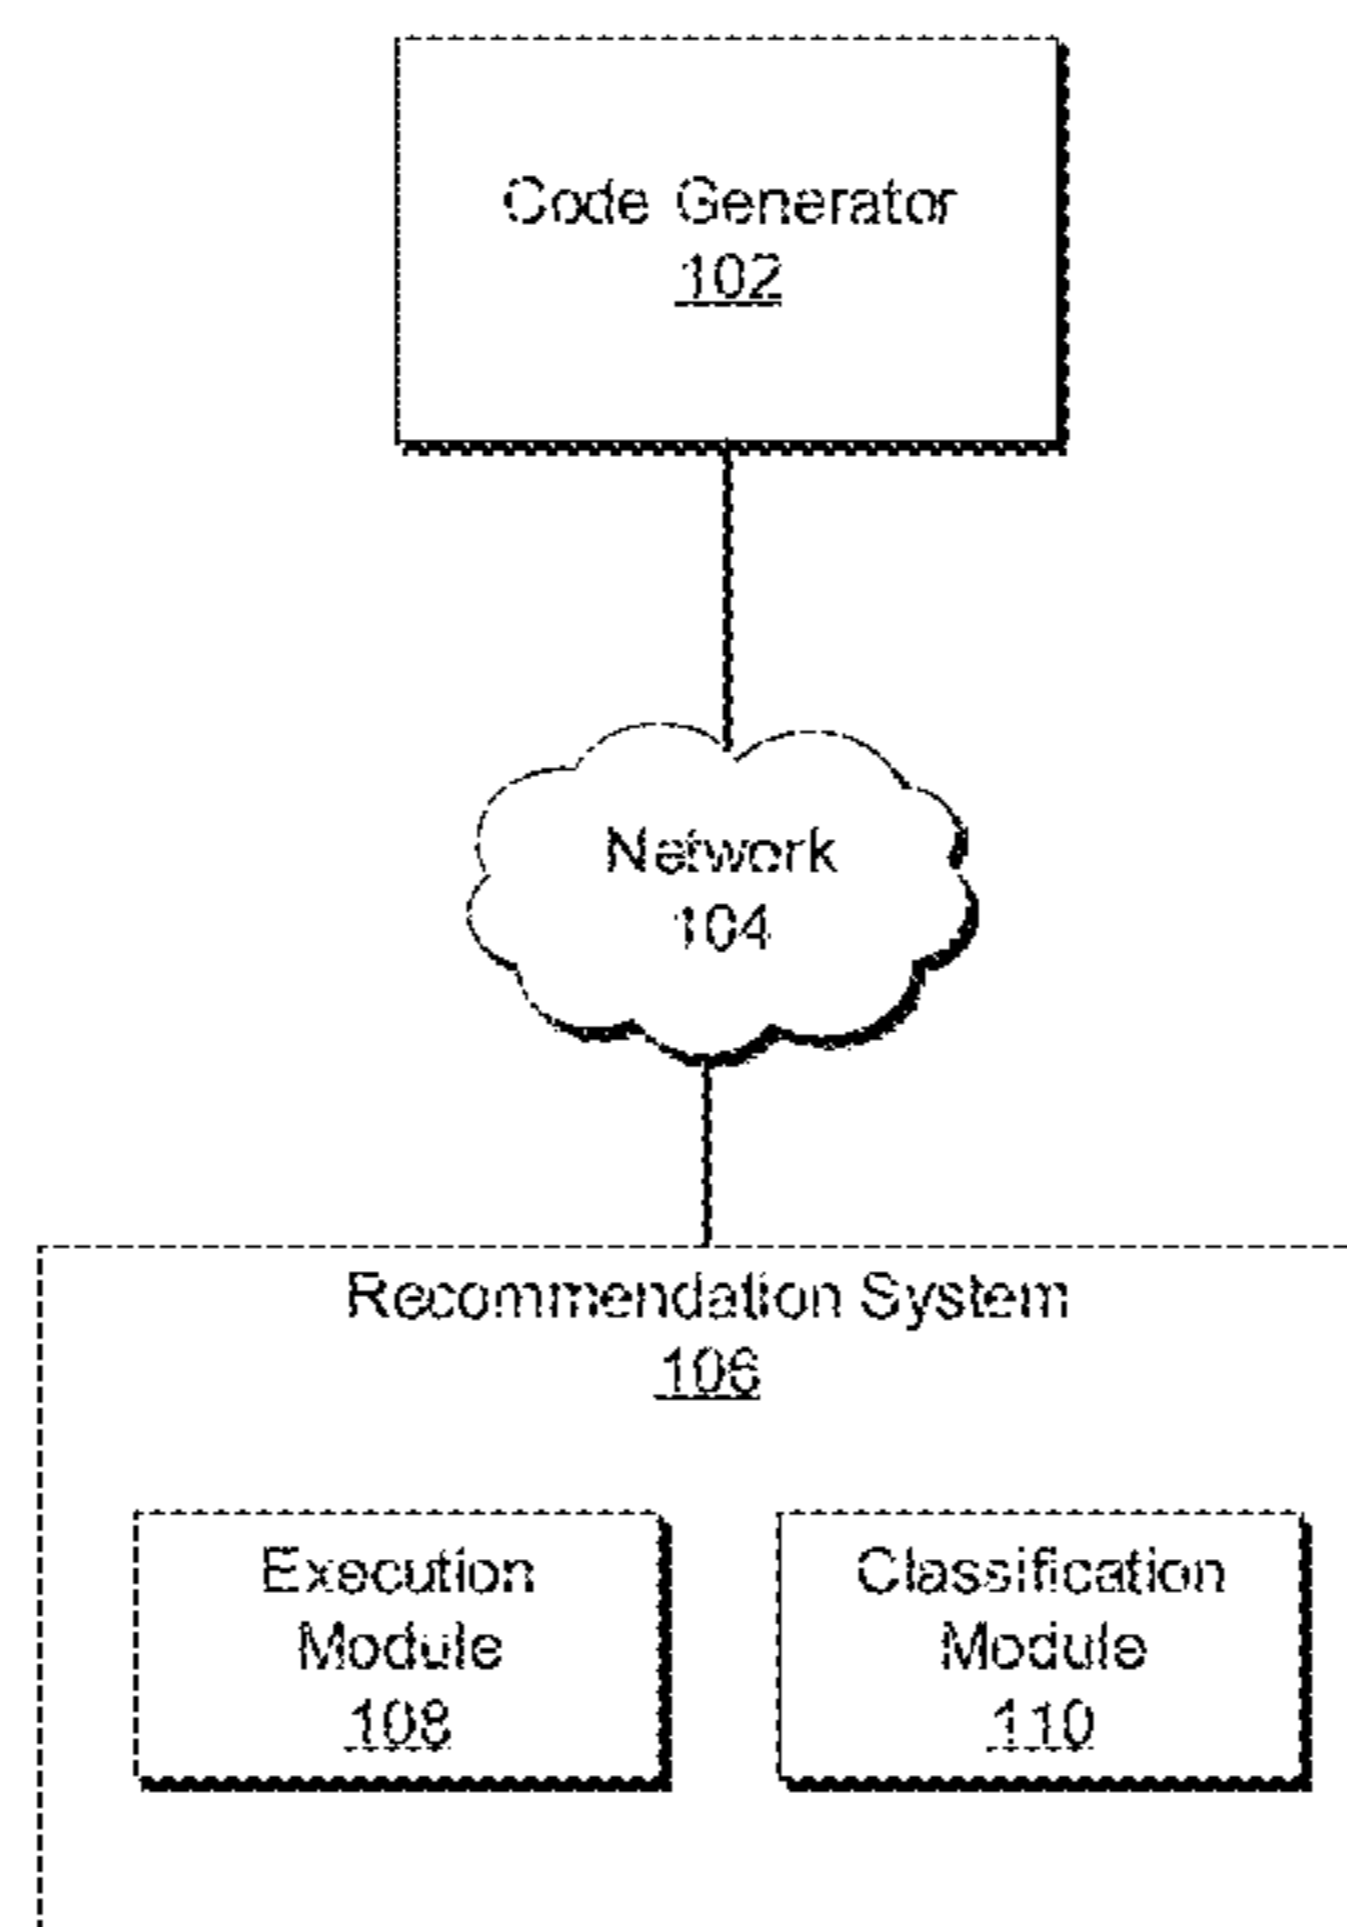 Code Generator
102
Network
104
Recommendation System
106
Execution
Module
108
Classification
Module
110